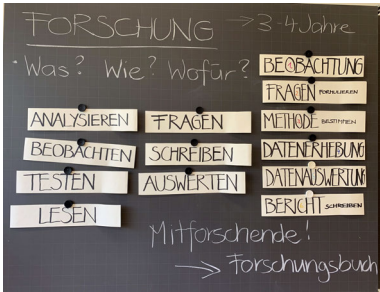 FORSCHUNG → 3-4 Jahre
• Was? Wie? Wofür?
ANALYSIEREN
BEOBACHTEN
TESTEN
LESEN
FRAGEN
SCHREIBEN
AUSWERTEN
BEOBACHTUNG
FRAGEN FORMULIEREN
METHODE BESTIMMEN
DATENERHEBUNG
DATENAUSWERTUNG
BERICHT SCHREIBEN
Mitforschende!
→ Forschungsbuch